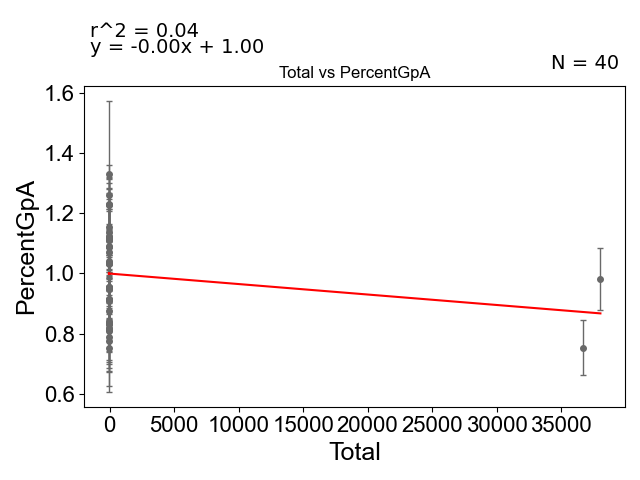 r^2 = 0.04
y = -0.00x + 1.00
N = 40
Total vs PercentGpA
PercentGpA
1.6
1.4
1.2
1.0
0.8
0.6
0 5000 10000 15000 20000 25000 30000 35000
Total